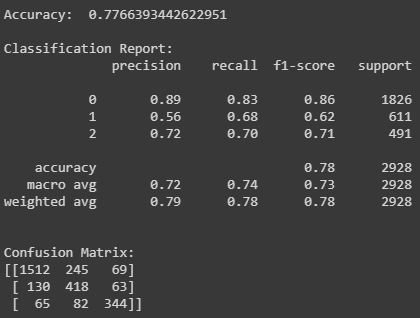 Accuracy:  0.7766393442622951
Classification Report:
precision    recall  f1-score   support
0       0.89      0.83      0.86      1826
1       0.56      0.68      0.62       611
2       0.72      0.70      0.71       491
accuracy                           0.78      2928
macro avg       0.72      0.74      0.73      2928
weighted avg       0.79      0.78      0.78      2928
Confusion Matrix:
[[1512  245   69]
[ 130  418   63]
[  65   82  344]]